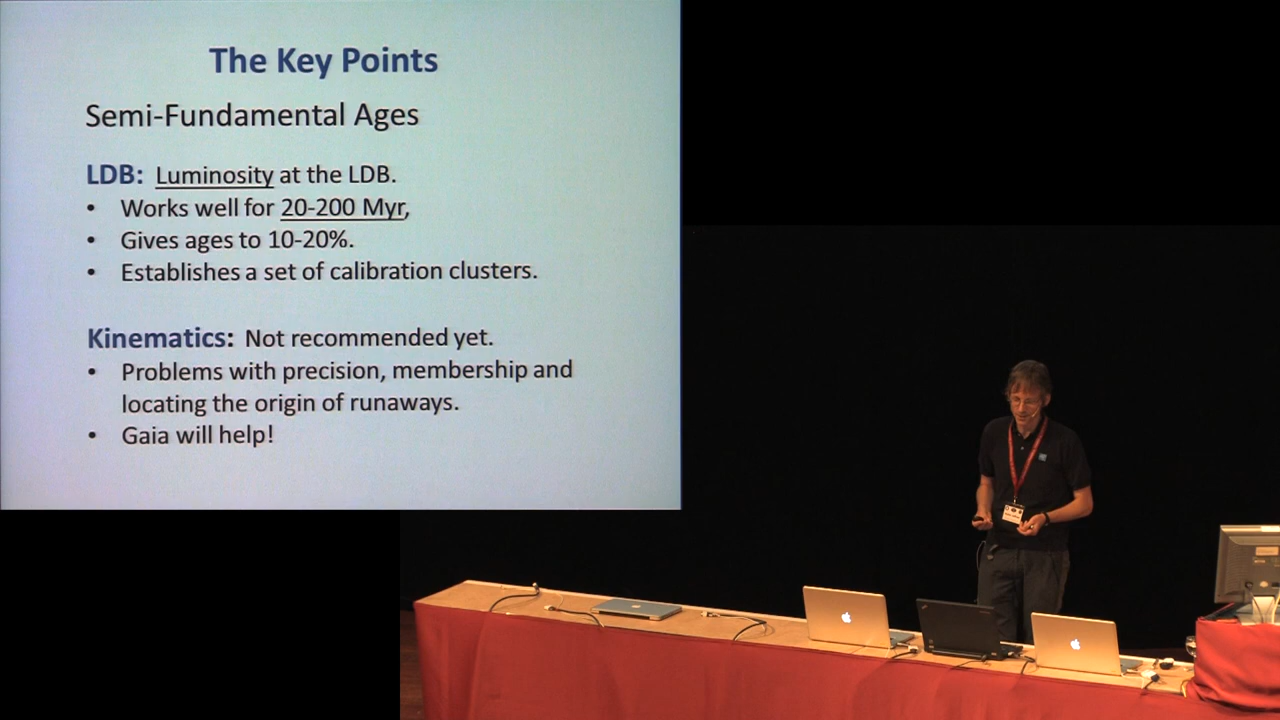 The Key Points
Semi-Fundamental Ages
LDB: Luminosity at the LDB.
• Works well for 20-200 Myr,
• Gives ages to 10-20%.
• Establishes a set of calibration clusters.
Kinematics: Not recommended yet.
• Problems with precision, membership and
locating the origin of runaways.
• Gaia will help!